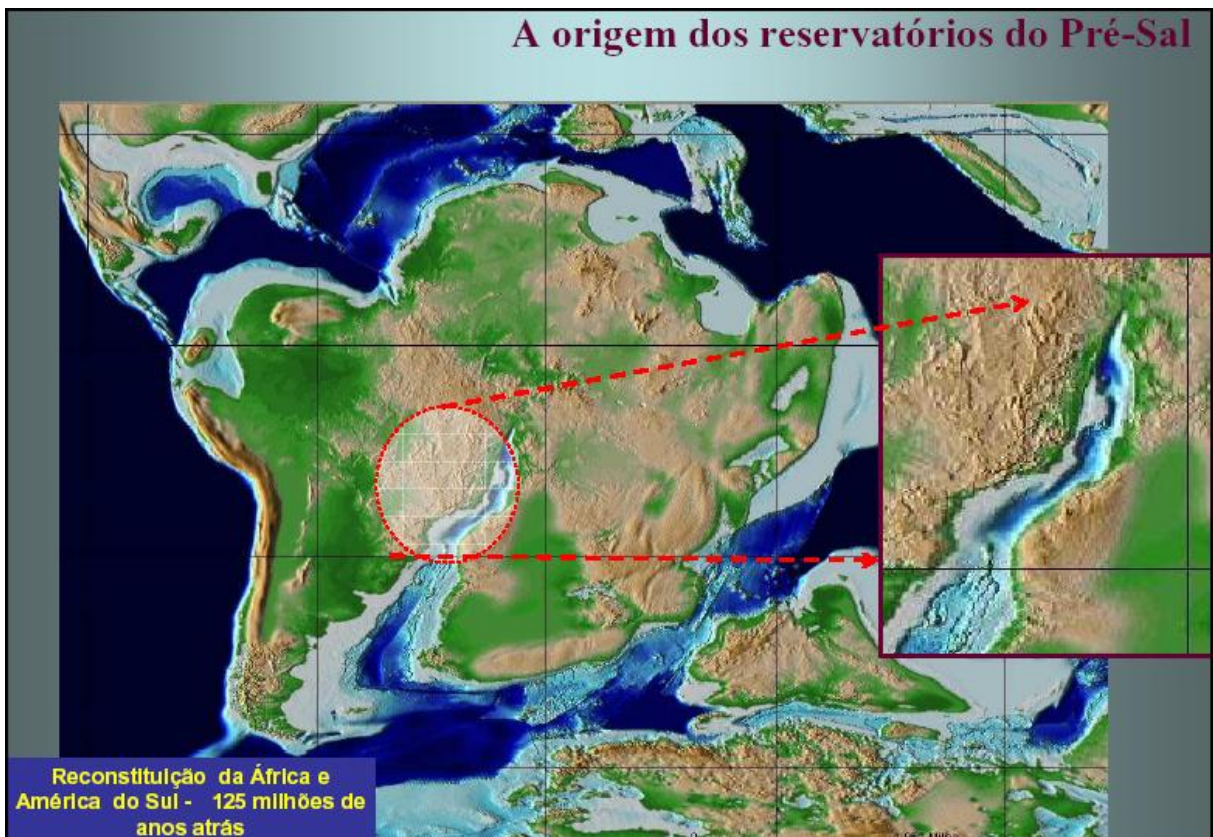 A origem dos reservatórios do Pré-Sal
Reconstituição da África e
América do Sul - 125 milhões de
anos atrás